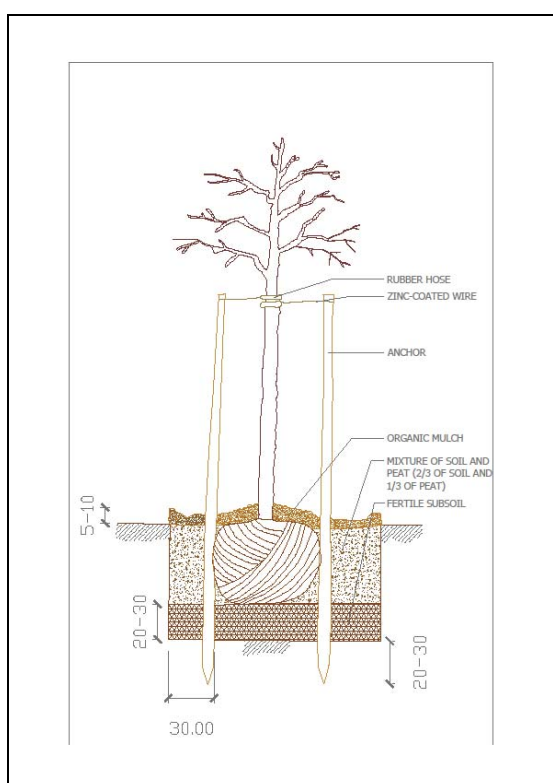 RUBBER HOSE
ZINC-COATED WIRE
ANCHOR
ORGANIC MULCH
MIXTURE OF SOIL AND
PEAT (2/3 OF SOIL AND
1/3 OF PEAT)
FERTILE SUBSOIL
5-10
20-30
20-30
30.00